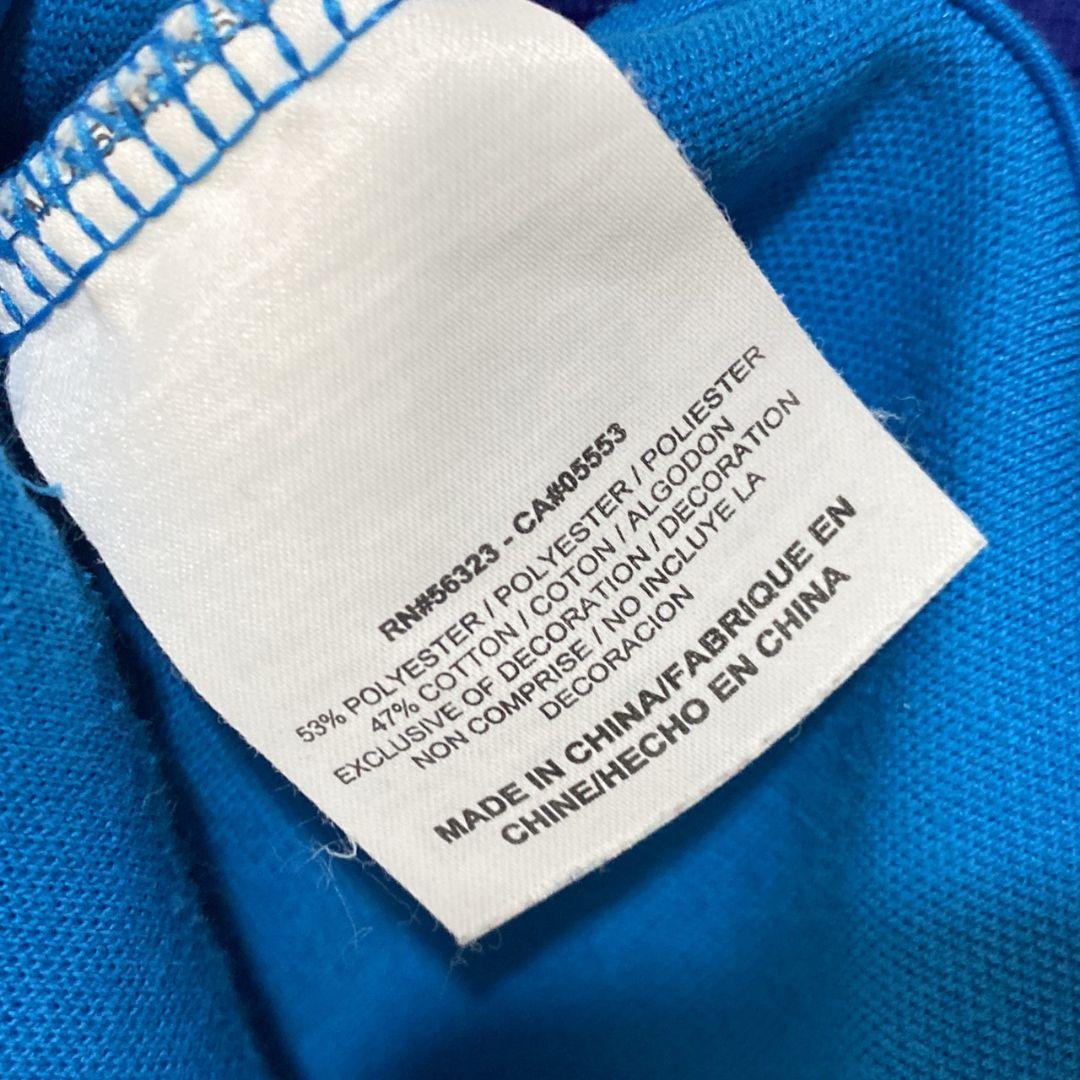 RN#56323 - CA#05553
53% POLYESTER / POLYESTER / POLIESTER
47% COTTON / COTON / ALGODON
EXCLUSIVE OF DECORATION / DECORATION
NON COMPRISE / NO INCLUYE LA
DECORACION
MADE IN CHINA/FABRIQUE EN
CHINE/HECHO EN CHINA